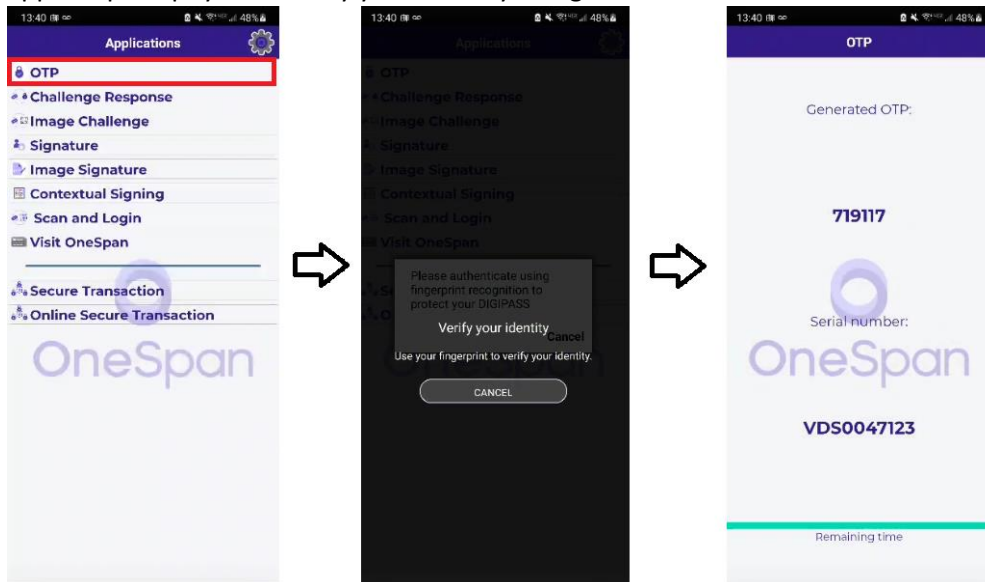 13:40
48%
Applications
OTP
Challenge Response
Image Challenge
Signature
Image Signature
Contextual Signing
Scan and Login
Visit OneSpan
Secure Transaction
Online Secure Transaction
OneSpan
13:40
48%
Applications
OTP
Challenge Response
Image Challenge
Signature
Image Signature
Contextual Signing
Scan and Login
Visit OneSpan
Please authenticate using
fingerprint recognition to
protect your DIGIPASS
Verify your identity
Cancel
Use your fingerprint to verify your identity.
CANCEL
13:40
48%
OTP
Generated OTP:
719117
Serial number:
OneSpan
VDS0047123
Remaining time